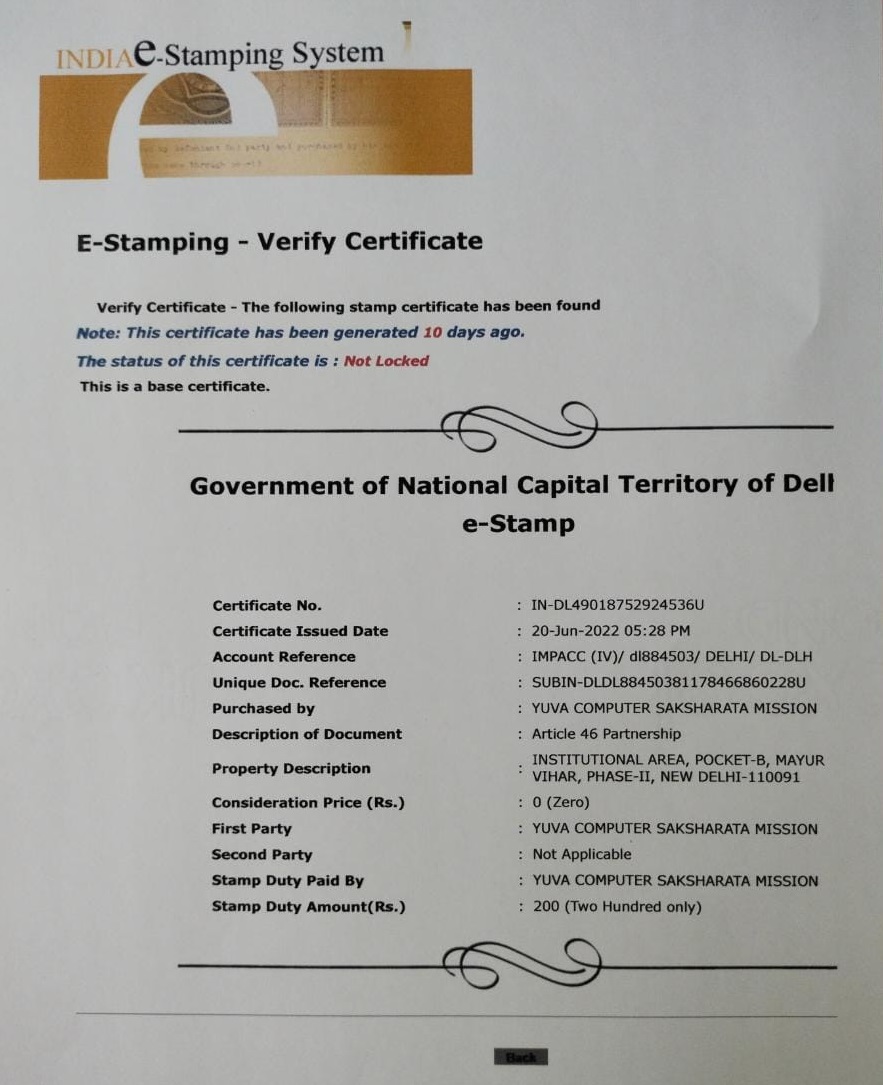 INDIA e-Stamping System
E-Stamping - Verify Certificate
Verify Certificate - The following stamp certificate has been found
Note: This certificate has been generated 10 days ago.
The status of this certificate is : Not Locked
This is a base certificate.
Government of National Capital Territory of Delh
e-Stamp
Certificate No. : IN-DL49018752924536U
Certificate Issued Date : 20-Jun-2022 05:28 PM
Account Reference : IMPACC (IV)/ dl884503/ DELHI/ DL-DLH
Unique Doc. Reference : SUBIN-DLDL88450381178466860228U
Purchased by : YUVA COMPUTER SAKSHARATA MISSION
Description of Document : Article 46 Partnership
Property Description : INSTITUTIONAL AREA, POCKET-B, MAYUR
VIHAR, PHASE-II, NEW DELHI-110091
Consideration Price (Rs.) : 0 (Zero)
First Party : YUVA COMPUTER SAKSHARATA MISSION
Second Party : Not Applicable
Stamp Duty Paid By : YUVA COMPUTER SAKSHARATA MISSION
Stamp Duty Amount(Rs.) : 200 (Two Hundred only)
Back